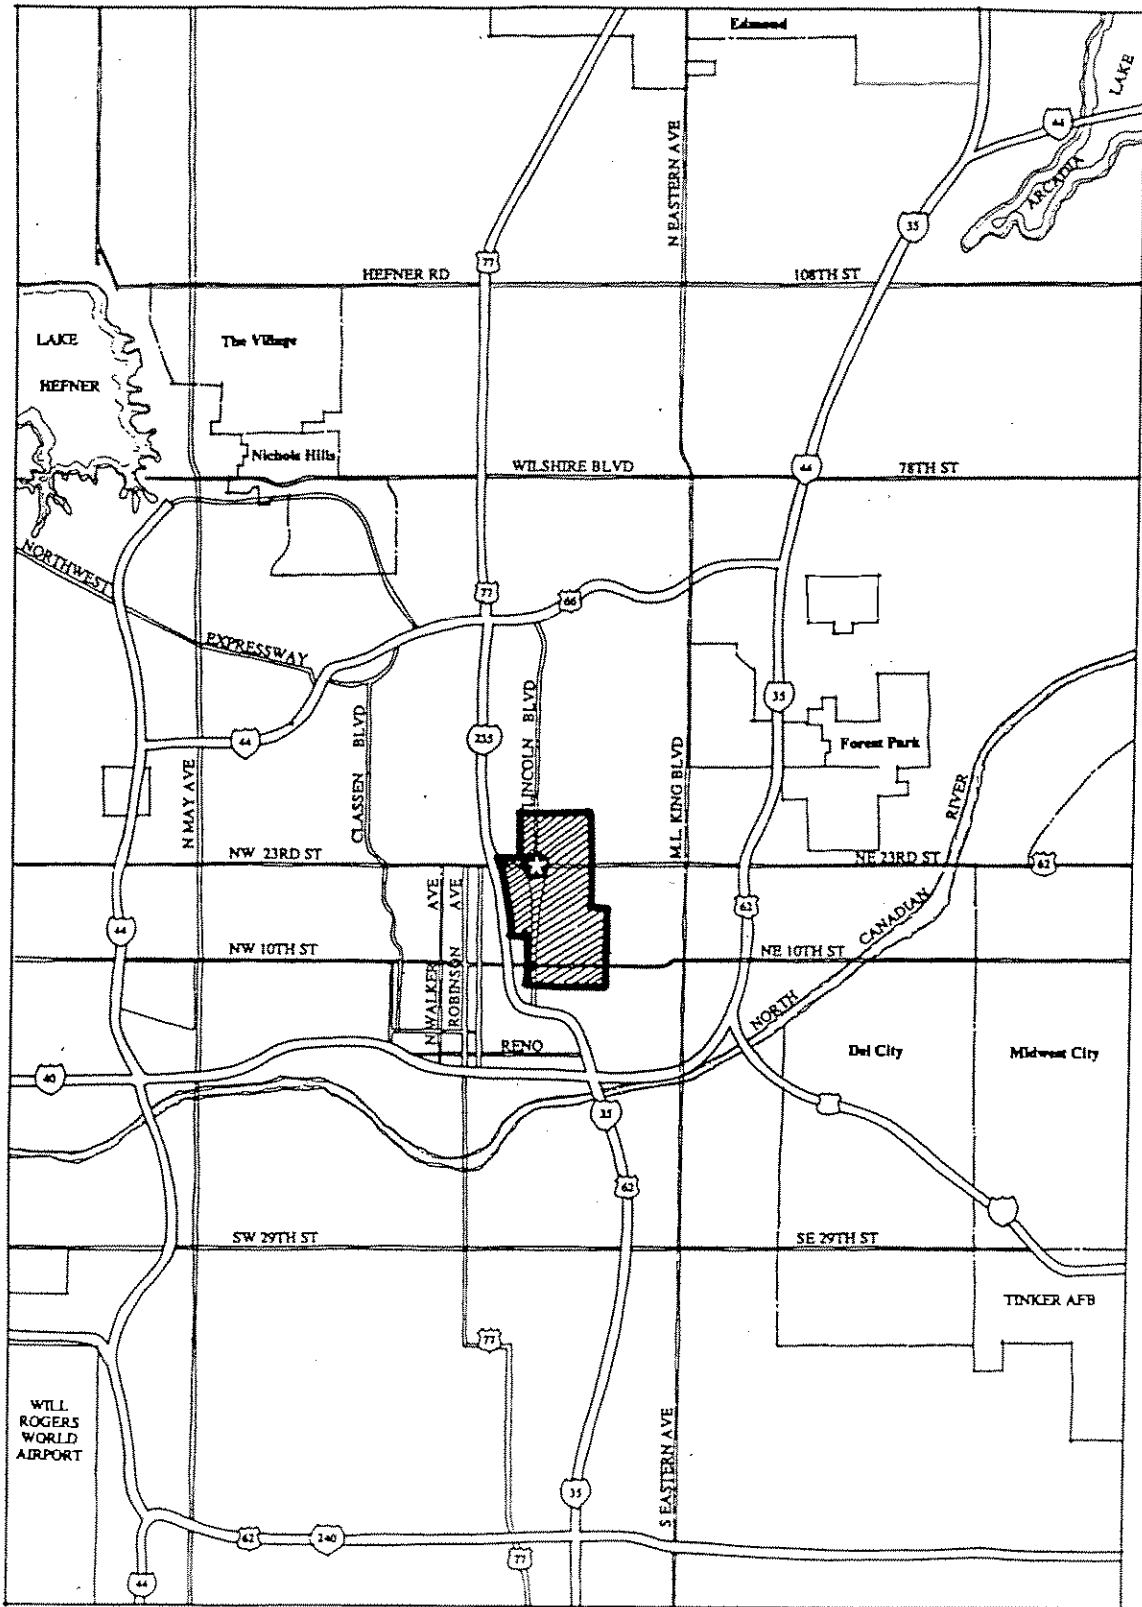 Edmond
LAKE
ARCADIA
44
N EASTERN AVE
35
77
HEFNER RD
108TH ST
LAKE
HEFNER
The Village
Nichols Hills
WILSHIRE BLVD
44
78TH ST
NORTHWEST
EXPRESSWAY
77
66
35
LINCOLN BLVD
CLASSEN BLVD
235
44
N MAY AVE
M.L. KING BLVD
Forest Park
RIVER
NW 23RD ST
NE 23RD ST
62
N WALKER AVE
ROBINSON AVE
62
CANADIAN
44
NW 10TH ST
NE 10TH ST
NORTH
RENO
Del City
Midwest City
40
35
62
SW 29TH ST
SE 29TH ST
TINKER AFB
77
WILL
ROGERS
WORLD
AIRPORT
S EASTERN AVE
35
62
240
77
44